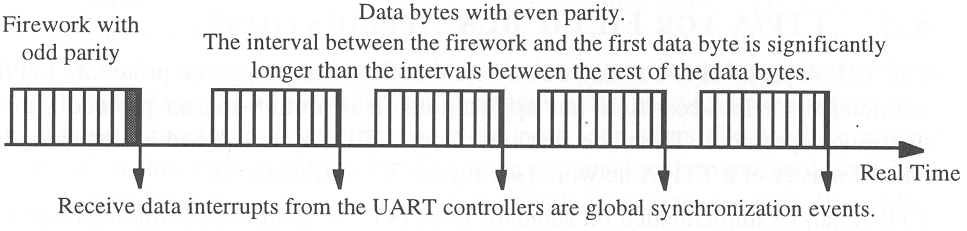 Firework with
odd parity
Data bytes with even parity.
The interval between the firework and the first data byte is significantly
longer than the intervals between the rest of the data bytes.
Real Time
Receive data interrupts from the UART controllers are global synchronization events.